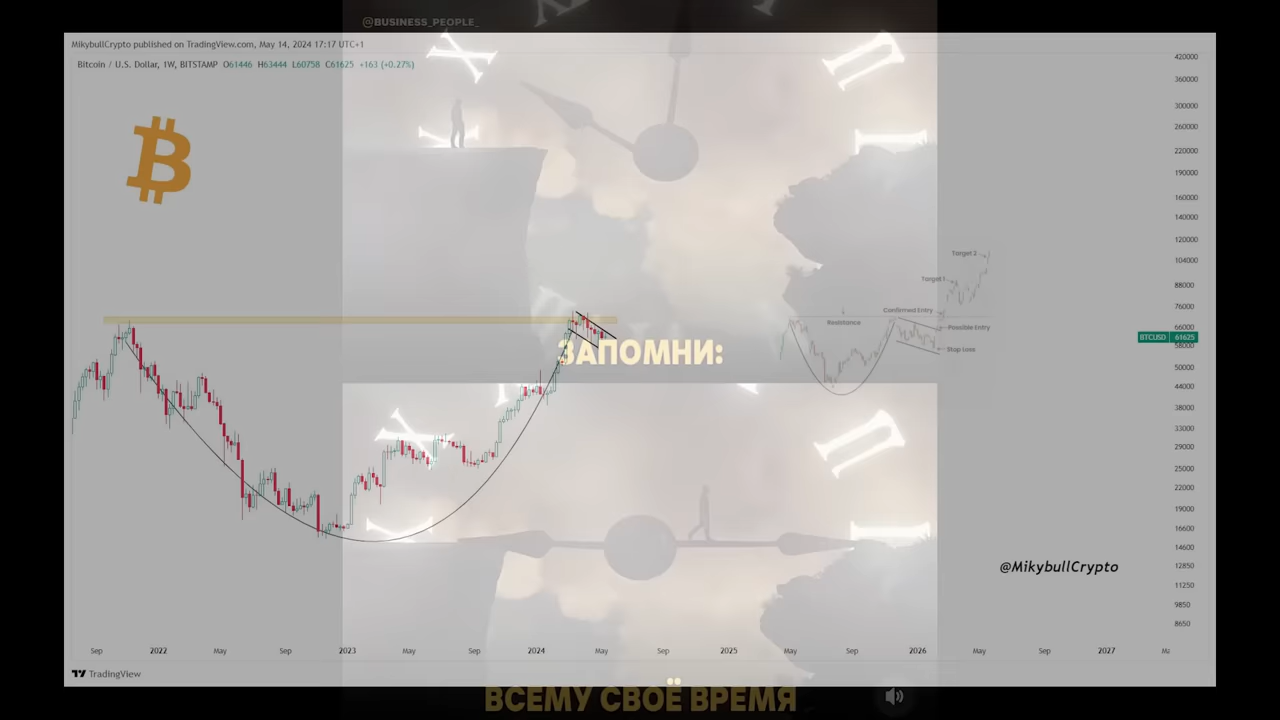 @BUSINESS_PEOPLE_
MikybullCrypto published on TradingView.com, May 14, 2024 17:17 UTC+1
Bitcoin / U.S. Dollar, 1W, BITSTAMP O61446 H63444 L60758 C61625 +163 (+0.27%)
420000
360000
300000
260000
220000
190000
160000
140000
120000
104000
88000
76000
66000
BTCUSD 61625
58000
50000
44000
38000
33000
29000
25000
22000
19000
16600
14600
12850
11250
9850
8650
Target 2
Target 1
Confirmed Entry
Resistance
Possible Entry
Stop Loss
ЗАПОМНИ:
@MikybullCrypto
Sep 2022 May Sep 2023 May Sep 2024 May Sep 2025 May Sep 2026 May Sep 2027
TradingView
ВСЕМУ СВОЁ ВРЕМЯ